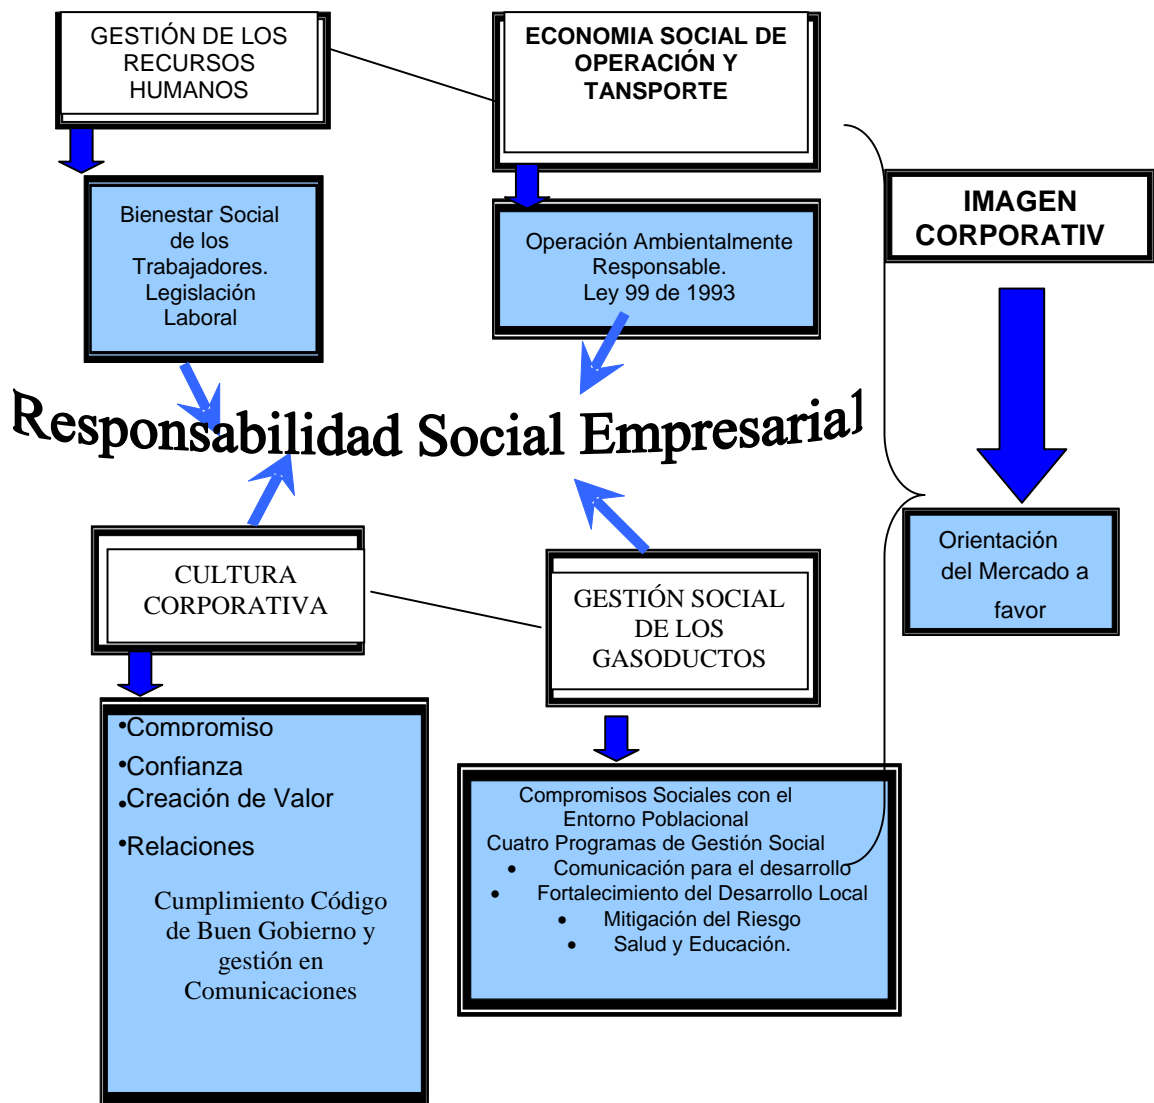 GESTIÓN DE LOS
RECURSOS
HUMANOS
ECONOMIA SOCIAL DE
OPERACIÓN Y
TANSPORTE
Bienestar Social
de los
Trabajadores.
Legislación
Laboral
Operación Ambientalmente
Responsable.
Ley 99 de 1993
IMAGEN
CORPORATIV
Responsabilidad Social Empresarial
Orientación
del Mercado a
favor
CULTURA
CORPORATIVA
GESTIÓN SOCIAL
DE LOS
GASODUCTOS
•Compromiso
•Confianza
•Creación de Valor
•Relaciones
Cumplimiento Código
de Buen Gobierno y
gestión en
Comunicaciones
Compromisos Sociales con el
Entorno Poblacional
Cuatro Programas de Gestión Social
• Comunicación para el desarrollo
• Fortalecimiento del Desarrollo Local
• Mitigación del Riesgo
• Salud y Educación.